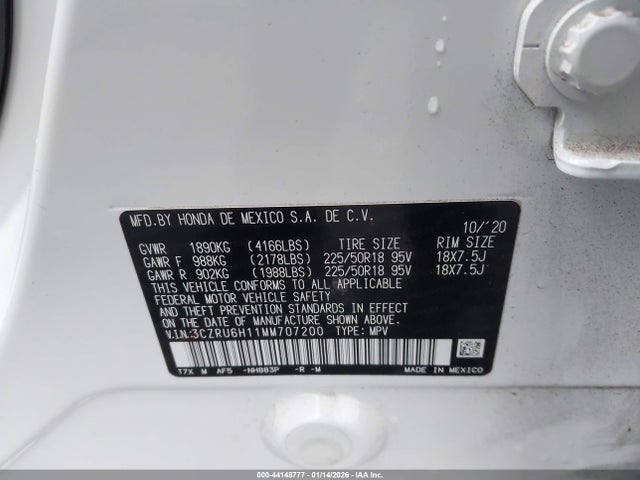 MFD.BY HONDA DE MEXICO S.A. DE C.V. 10/'20
GVWR 1890KG (4166LBS) TIRE SIZE RIM SIZE
GAWR F 988KG (2178LBS) 225/50R18 95V 18X7.5J
GAWR R 902KG (1988LBS) 225/50R18 95V 18X7.5J
THIS VEHICLE CONFORMS TO ALL APPLICABLE
FEDERAL MOTOR VEHICLE SAFETY
AND THEFT PREVENTION STANDARDS IN EFFECT
ON THE DATE OF MANUFACTURE SHOWN ABOVE.
V.I.N:3CZRU6H11MM707200 TYPE: MPV
T7X M AF5 -NH883P -R -M MADE IN MEXICO
000-44148777 - 01/14/2026 - IAA Inc.